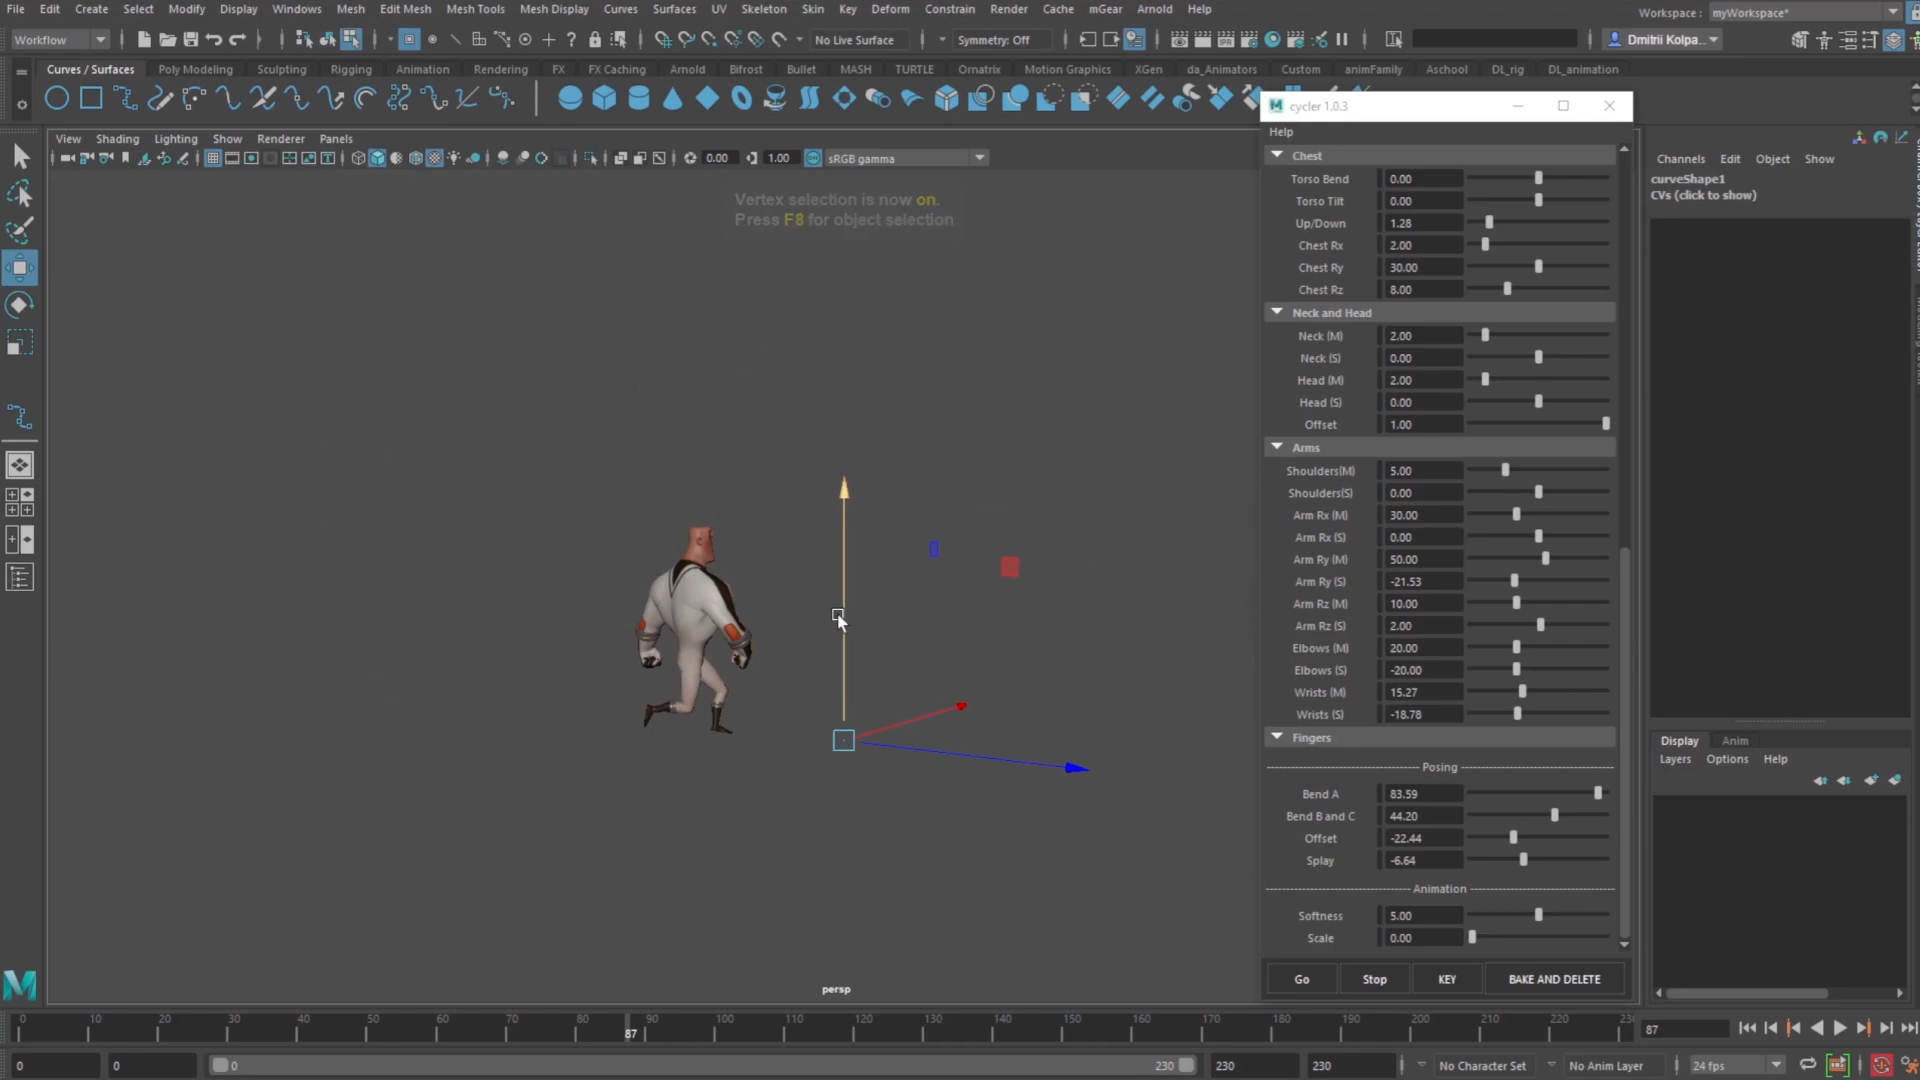 File Edit Create Select Modify Display Windows Mesh Edit Mesh Mesh Tools Mesh Display Curves Surfaces UV Skeleton Skin Key Deform Constrain Render Cache mGear Arnold Help
Workspace : myWorkspace*
Workflow
No Live Surface
Symmetry: Off
Dmitrii Kolpa..
Curves / Surfaces Poly Modeling Sculpting Rigging Animation Rendering FX FX Caching Arnold Bifrost Bullet MASH TURTLE Ornatrix Motion Graphics XGen da_Animators Custom animFamily Aschool DL_rig DL_animation
cycler 1.0.3
Help
View Shading Lighting Show Renderer Panels
0.00 1.00 sRGB gamma
Vertex selection is now on.
Press F8 for object selection
persp
Chest
Torso Bend 0.00
Torso Tilt 0.00
Up/Down 1.28
Chest Rx 2.00
Chest Ry 30.00
Chest Rz 8.00
Neck and Head
Neck (M) 2.00
Neck (S) 0.00
Head (M) 2.00
Head (S) 0.00
Offset 1.00
Arms
Shoulders(M) 5.00
Shoulders(S) 0.00
Arm Rx (M) 30.00
Arm Rx (S) 0.00
Arm Ry (M) 50.00
Arm Ry (S) -21.53
Arm Rz (M) 10.00
Arm Rz (S) 2.00
Elbows (M) 20.00
Elbows (S) -20.00
Wrists (M) 15.27
Wrists (S) -18.78
Fingers
Posing
Bend A 83.59
Bend B and C 44.20
Offset -22.44
Splay -6.64
Animation
Softness 5.00
Scale 0.00
Go Stop KEY BAKE AND DELETE
Channels Edit Object Show
curveShape1
CVs (click to show)
Display Anim
Layers Options Help
0 10 20 30 40 50 60 70 80 90 100 110 120 130 140 150 160 170 180 190 200 210 220
87
87
0 0 0 230 230 230 No Character Set No Anim Layer 24 fps